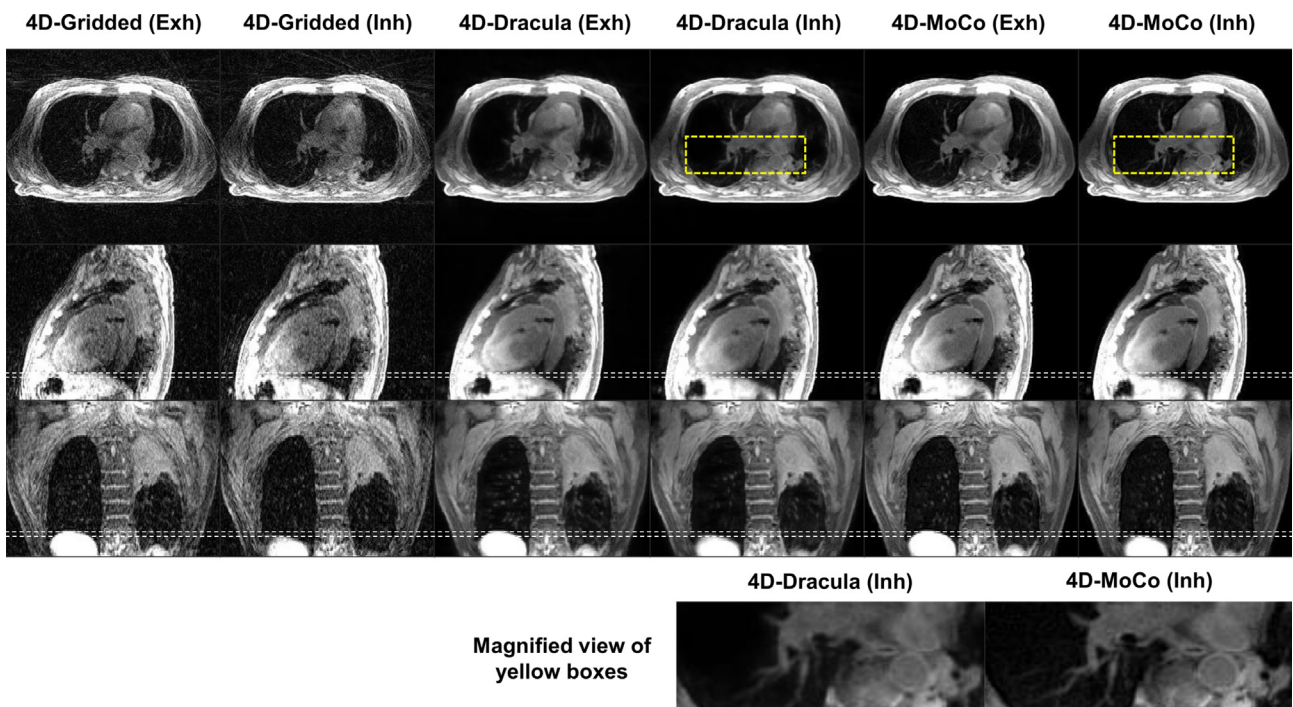 4D-Gridded (Exh) 4D-Gridded (Inh) 4D-Dracula (Exh) 4D-Dracula (Inh) 4D-MoCo (Exh) 4D-MoCo (Inh)
4D-Dracula (Inh) 4D-MoCo (Inh)
Magnified view of
yellow boxes